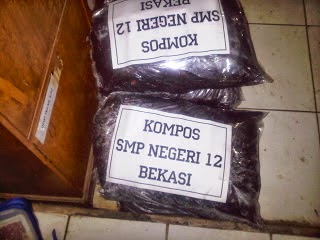 KOMPOS
SMP NEGERI 12
BEKASI
KOMPOS
SMP NEGERI 12
BEKASI